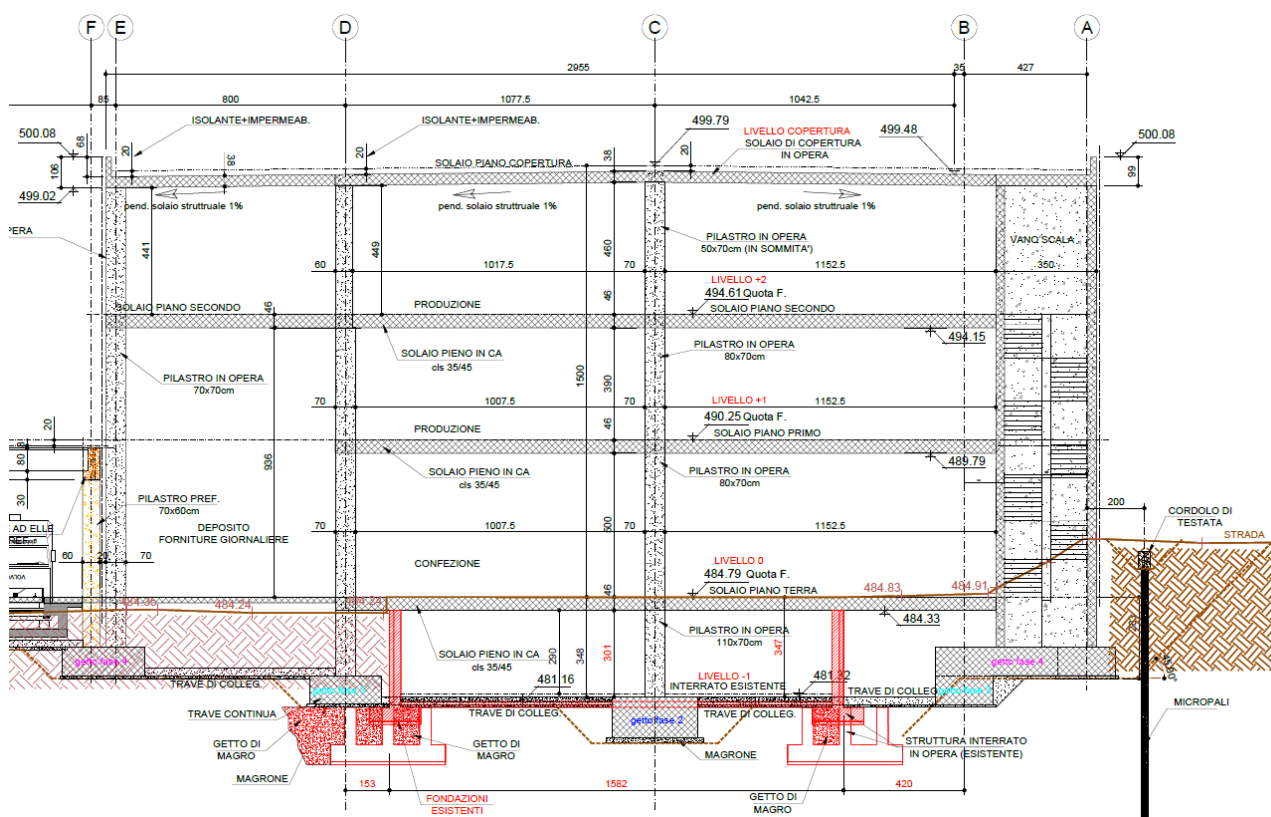 F E D C B A
2955 35 427
85 800 1077.5 1042.5
ISOLANTE+IMPERMEAB.
ISOLANTE+IMPERMEAB.
499.79
LIVELLO COPERTURA
SOLAIO DI COPERTURA
IN OPERA
499.48
500.08
68
106
499.02
20
38
20
SOLAIO PIANO COPERTURA
38
20
500.08
99
pend. solaio struttruale 1%
pend. solaio struttruale 1%
pend. solaio struttruale 1%
PERA
441
449
460
PILASTRO IN OPERA
50x70cm (IN SOMMITA')
VANO SCALA
60 1017.5 70 1152.5 350
LIVELLO +2
494.61 Quota F.
SOLAIO PIANO SECONDO
SOLAIO PIANO SECONDO
46
PRODUZIONE
46
494.15
SOLAIO PIENO IN CA
cls 35/45
PILASTRO IN OPERA
80x70cm
PILASTRO IN OPERA
70x70cm
1500
390
LIVELLO +1
70 1007.5 70 1152.5
490.25 Quota F.
SOLAIO PIANO PRIMO
PRODUZIONE
46
489.79
20
8
80
30
936
SOLAIO PIENO IN CA
cls 35/45
PILASTRO IN OPERA
80x70cm
PILASTRO PREF.
70x60cm
AD ELLE
DEPOSITO
FORNITURE GIORNALIERE
70 1007.5 70 1152.5
500
200
CORDOLO DI
TESTATA
STRADA
60 20 70
CONFEZIONE
VOLVO
LIVELLO 0
484.79 Quota F.
SOLAIO PIANO TERRA
46
484.83
484.91
484.24
484.33
SOLAIO PIENO IN CA
cls 35/45
290
348
301
PILASTRO IN OPERA
110x70cm
347
getto fase 4
getto fase 4
TRAVE DI COLLEG.
481.16
LIVELLO -1
INTERRATO ESISTENTE
481.32
TRAVE DI COLLEG.
TRAVE CONTINUA
TRAVE DI COLLEG.
getto fase 2
TRAVE DI COLLEG.
MICROPALI
GETTO DI
MAGRO
GETTO DI
MAGRO
MAGRONE
STRUTTURA INTERRATO
IN OPERA (ESISTENTE)
MAGRONE
153 1582 420
FONDAZIONI
ESISTENTI
GETTO DI
MAGRO